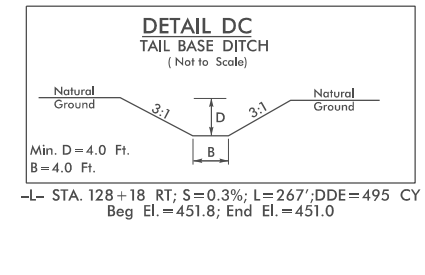 DETAIL DC
TAIL BASE DITCH
( Not to Scale)
Natural
Ground
3:1
D
3:1
Natural
Ground
B
Min. D=4.0 Ft.
B=4.0 Ft.
-L- STA. 128+18 RT; S=0.3%; L=267';DDE=495 CY
Beg El.=451.8; End El.=451.0